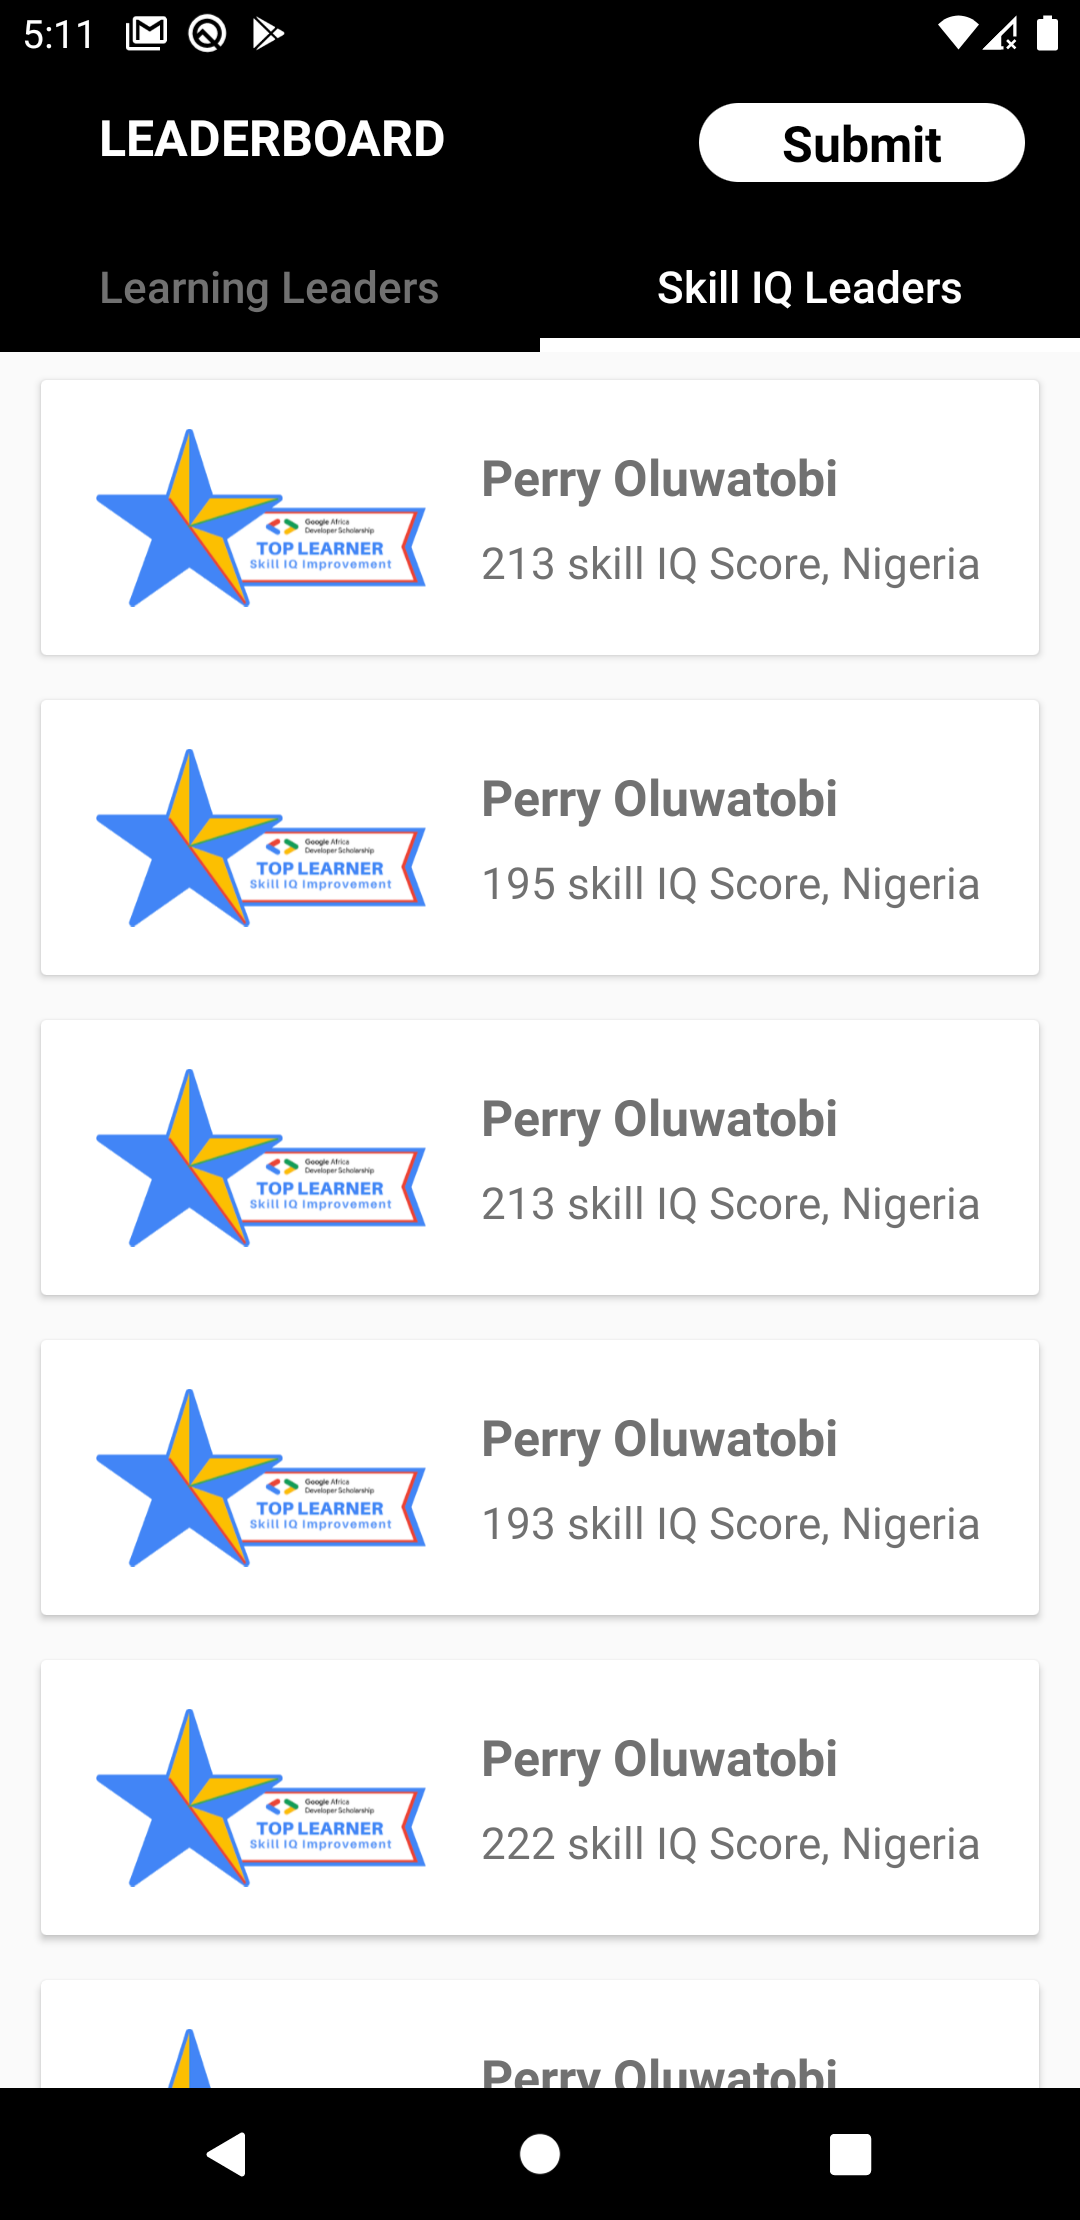 5:11
LEADERBOARD
Submit
Learning Leaders
Skill IQ Leaders
Perry Oluwatobi
Google Africa
Developer Scholarship
TOP LEARNER
Skill IQ Improvement
213 skill IQ Score, Nigeria
Perry Oluwatobi
Google Africa
Developer Scholarship
TOP LEARNER
Skill IQ Improvement
195 skill IQ Score, Nigeria
Perry Oluwatobi
Google Africa
Developer Scholarship
TOP LEARNER
Skill IQ Improvement
213 skill IQ Score, Nigeria
Perry Oluwatobi
Google Africa
Developer Scholarship
TOP LEARNER
Skill IQ Improvement
193 skill IQ Score, Nigeria
Perry Oluwatobi
Google Africa
Developer Scholarship
TOP LEARNER
Skill IQ Improvement
222 skill IQ Score, Nigeria
Perry Oluwatobi